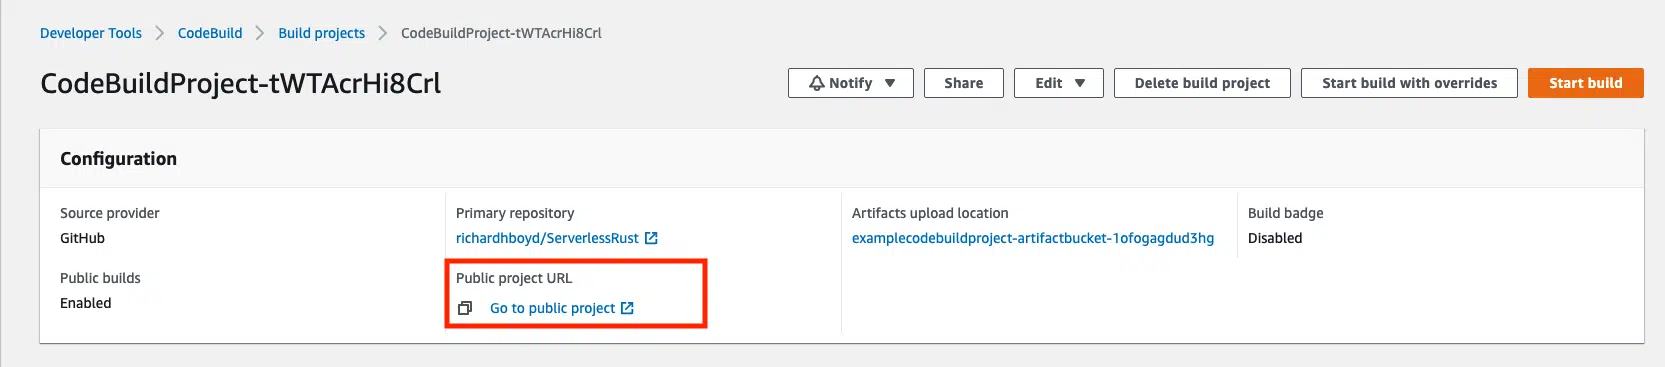 Developer Tools > CodeBuild > Build projects > CodeBuildProject-tWTAcrHi8Crl
CodeBuildProject-tWTAcrHi8Crl
Notify Share Edit Delete build project Start build with overrides Start build
Configuration
Source provider Primary repository Artifacts upload location Build badge
GitHub richardhboyd/ServerlessRust examplecodebuildproject-artifactbucket-1ofogagdud3hg Disabled
Public builds Public project URL
Enabled Go to public project